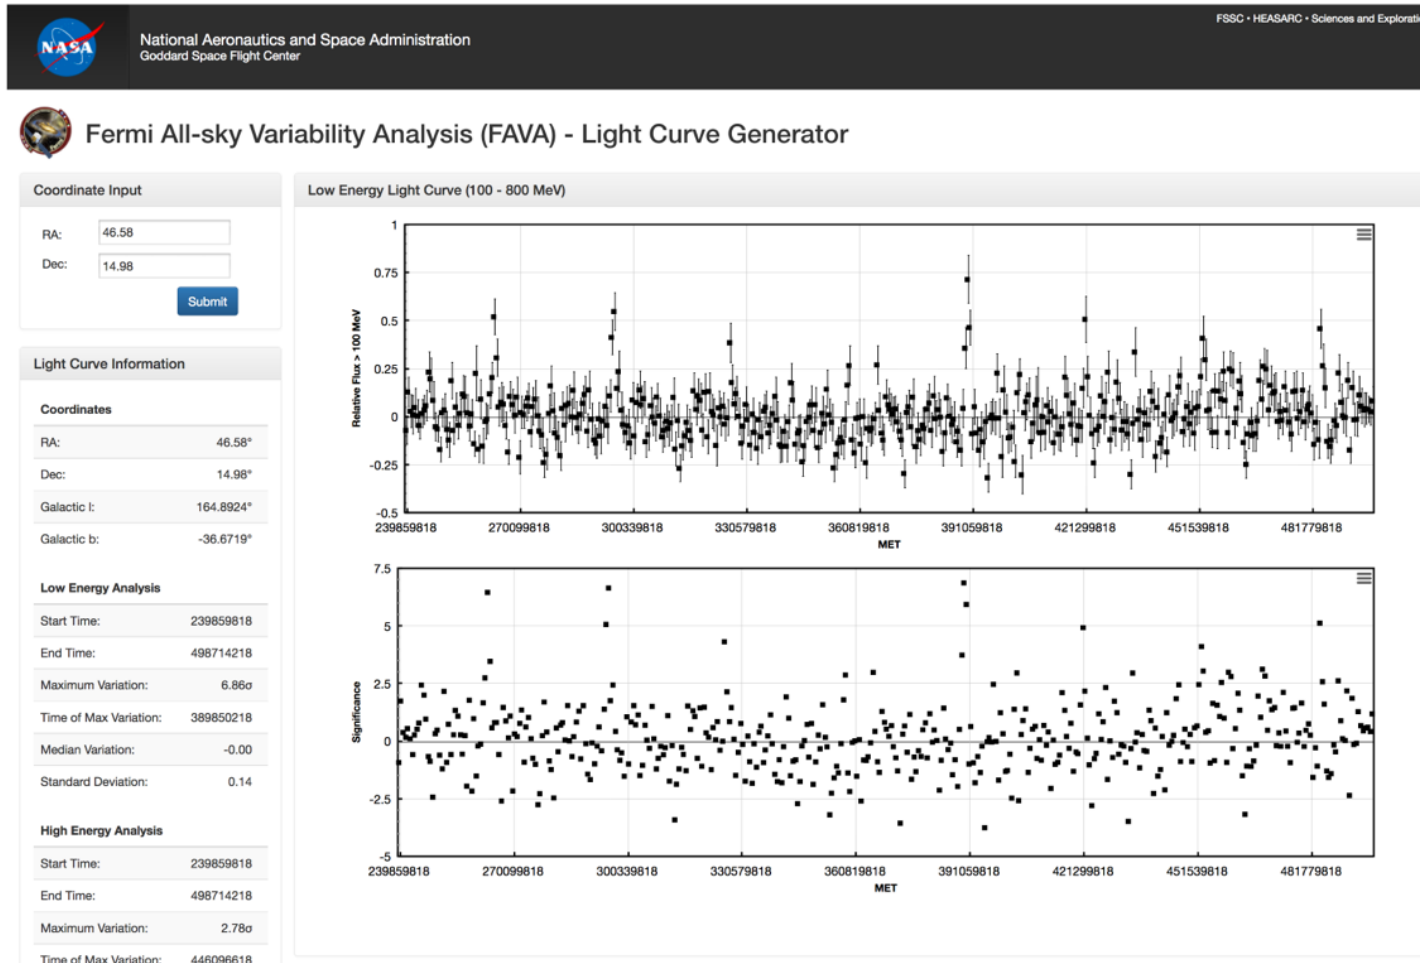 FSSC • HEASARC • Sciences and Exploratio
NASA
National Aeronautics and Space Administration
Goddard Space Flight Center
Fermi All-sky Variability Analysis (FAVA) - Light Curve Generator
Coordinate Input
RA: 46.58
Dec: 14.98
Submit
Light Curve Information
Coordinates
RA: 46.58°
Dec: 14.98°
Galactic l: 164.8924°
Galactic b: -36.6719°
Low Energy Analysis
Start Time: 239859818
End Time: 498714218
Maximum Variation: 6.86σ
Time of Max Variation: 389850218
Median Variation: -0.00
Standard Deviation: 0.14
High Energy Analysis
Start Time: 239859818
End Time: 498714218
Maximum Variation: 2.78σ
Time of Max Variation: 446096618
Low Energy Light Curve (100 - 800 MeV)
Relative Flux > 100 MeV
1
0.75
0.5
0.25
0
-0.25
-0.5
239859818 270099818 300339818 330579818 360819818 391059818 421299818 451539818 481779818
MET
Significance
7.5
5
2.5
0
-2.5
-5
239859818 270099818 300339818 330579818 360819818 391059818 421299818 451539818 481779818
MET